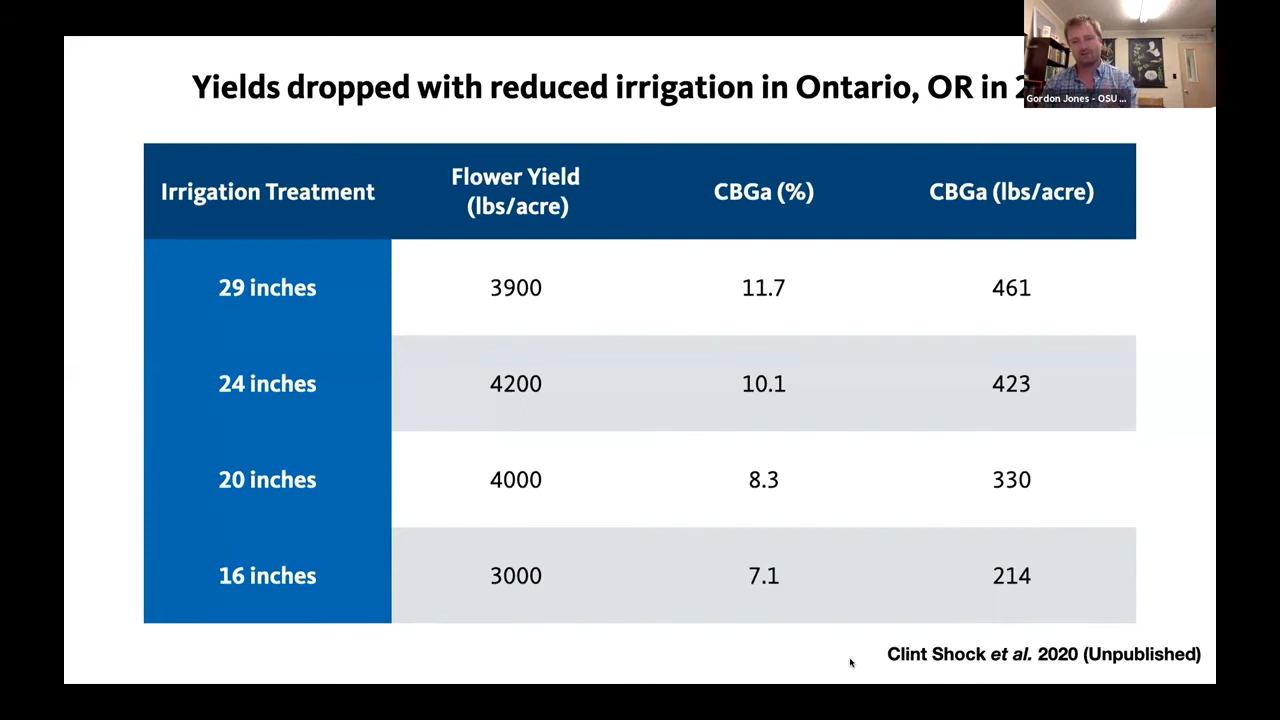 Yields dropped with reduced irrigation in Ontario, OR in 2
Gordon Jones - OSU ...
Irrigation Treatment
Flower Yield
(lbs/acre)
CBGa (%)
CBGa (lbs/acre)
29 inches 3900 11.7 461
24 inches 4200 10.1 423
20 inches 4000 8.3 330
16 inches 3000 7.1 214
Clint Shock et al. 2020 (Unpublished)